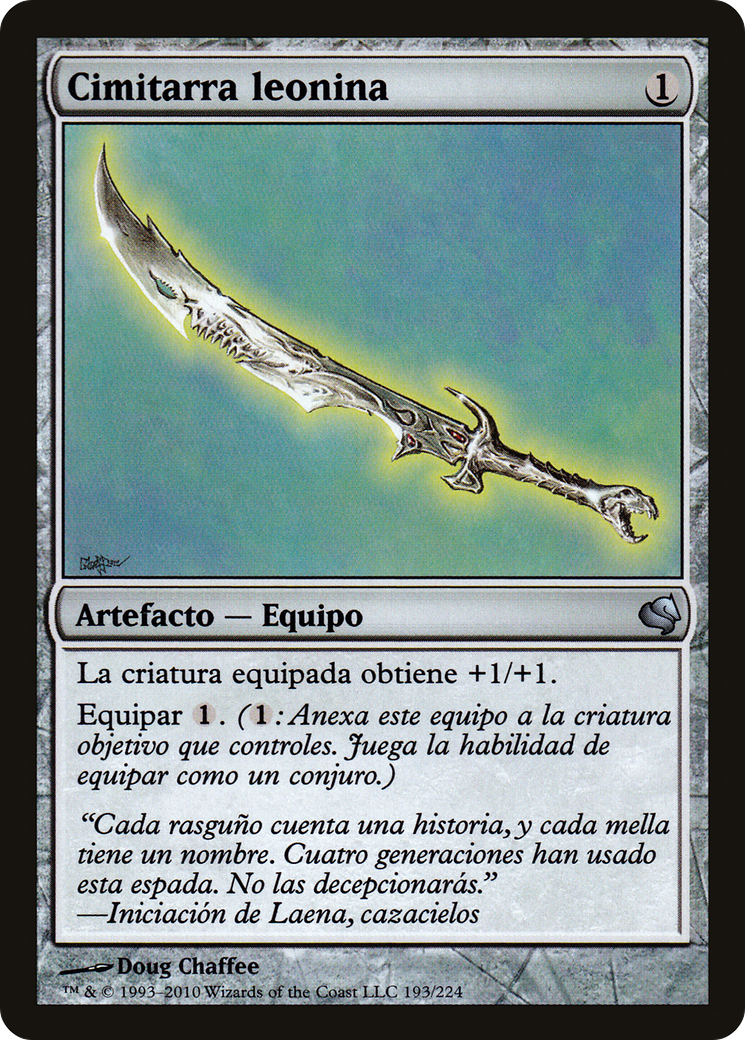 Cimitarra leonina 1
Artefacto — Equipo
La criatura equipada obtiene +1/+1.
Equipar 1. (1: Anexa este equipo a la criatura
objetivo que controles. Juega la habilidad de
equipar como un conjuro.)
“Cada rasguño cuenta una historia, y cada mella
tiene un nombre. Cuatro generaciones han usado
esta espada. No las decepcionarás.”
—Iniciación de Laena, cazacielos
Doug Chaffee
™ & © 1993–2010 Wizards of the Coast LLC 193/224